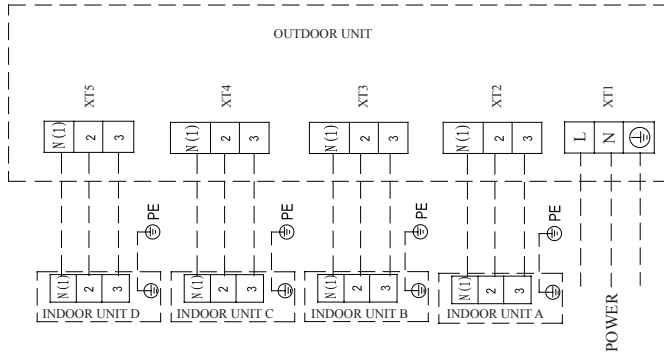 OUTDOOR UNIT
XT5
XT4
XT3
XT2
XT1
N(1) 2 3
N(1) 2 3
N(1) 2 3
N(1) 2 3
L N
PE
PE
PE
PE
N(1) 2 3
N(1) 2 3
N(1) 2 3
N(1) 2 3
INDOOR UNIT D
INDOOR UNIT C
INDOOR UNIT B
INDOOR UNIT A
POWER